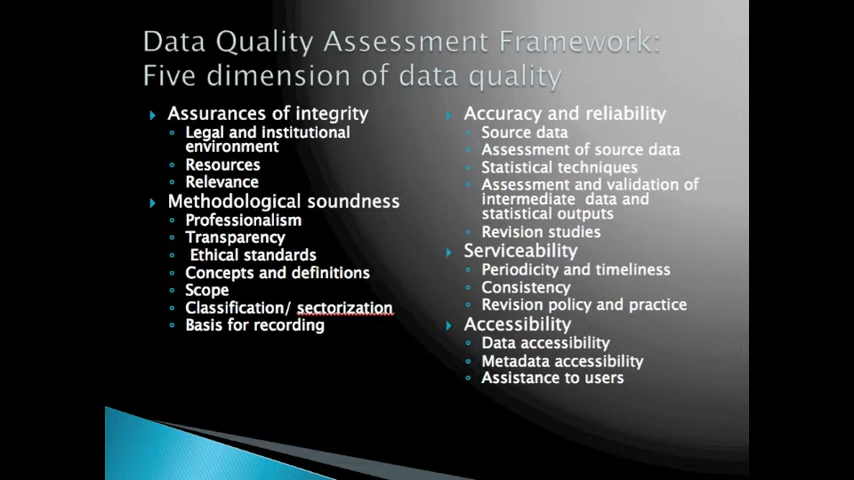 Data Quality Assessment Framework:
Five dimension of data quality
Assurances of integrity
Legal and institutional
environment
Resources
Relevance
Methodological soundness
Professionalism
Transparency
Ethical standards
Concepts and definitions
Scope
Classification/ sectorization
Basis for recording
Accuracy and reliability
Source data
Assessment of source data
Statistical techniques
Assessment and validation of
intermediate data and
statistical outputs
Revision studies
Serviceability
Periodicity and timeliness
Consistency
Revision policy and practice
Accessibility
Data accessibility
Metadata accessibility
Assistance to users